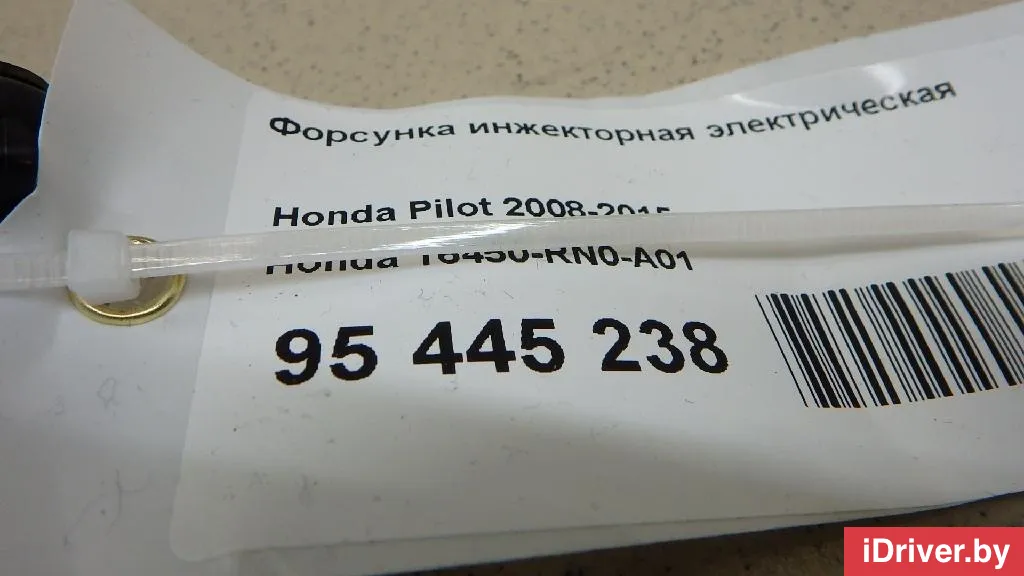 Форсунка инжекторная электрическая
Honda Pilot 2008-2015
Honda 16450-RN0-A01
95 445 238
iDriver.by